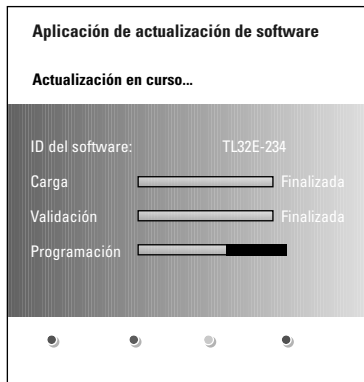 Aplicación de actualización de software
Actualización en curso...
ID del software: TL32E-234
Carga Finalizada
Validación Finalizada
Programación